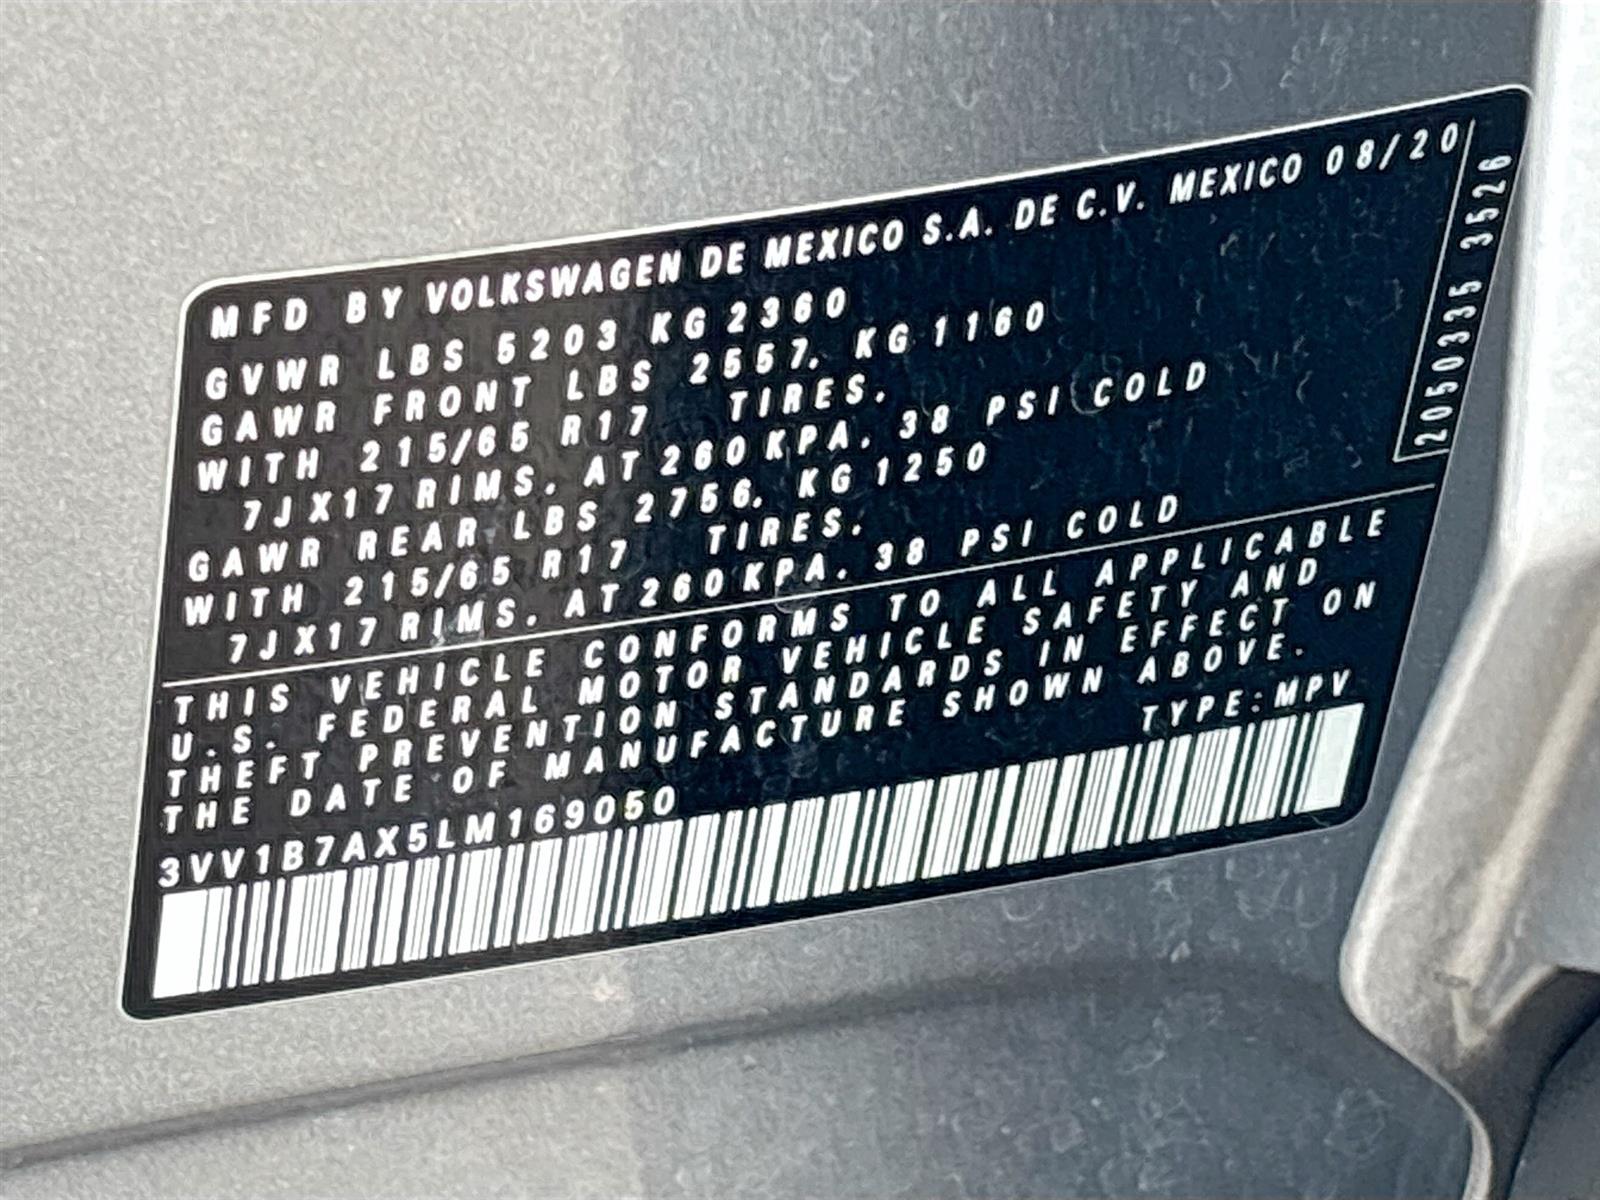 MFD BY VOLKSWAGEN DE MEXICO S.A. DE C.V. MEXICO 08/20
GVWR LBS 5203 KG 2360
GAWR FRONT LBS 2557, KG 1160
WITH 215/65 R17 TIRES,
7JX17 RIMS, AT 260 KPA, 38 PSI COLD
GAWR REAR LBS 2756, KG 1250
WITH 215/65 R17 TIRES,
7JX17 RIMS, AT 260 KPA, 38 PSI COLD
THIS VEHICLE CONFORMS TO ALL APPLICABLE
U.S. FEDERAL MOTOR VEHICLE SAFETY AND
THEFT PREVENTION STANDARDS IN EFFECT ON
THE DATE OF MANUFACTURE SHOWN ABOVE.
TYPE:MPV
3VV1B7AX5LM169050
2050335 3526